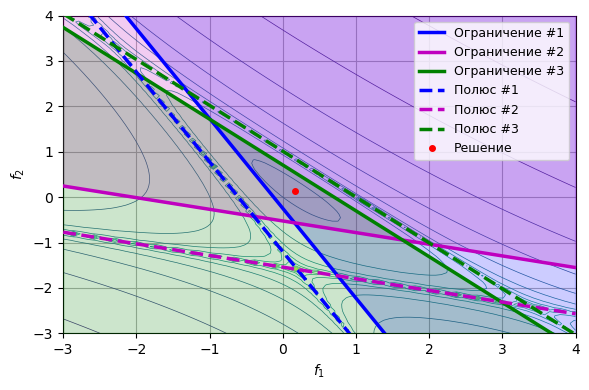 4
3
2
1
0
−1
−2
−3
f₂
Ограничение #1
Ограничение #2
Ограничение #3
Полюс #1
Полюс #2
Полюс #3
Решение
−3 −2 −1 0 1 2 3 4
f₁